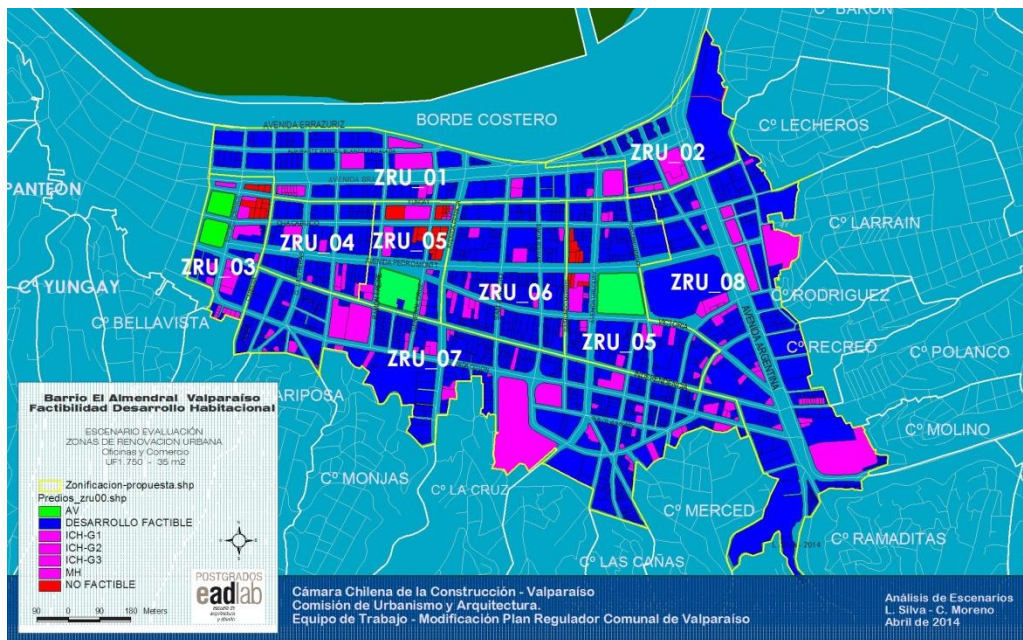 Cº BARON
AVENIDA ERRAZURIZ
BORDE COSTERO
Cº LECHEROS
ZRU_02
ZRU_01
PANTEON
Cº LARRAIN
ZRU_04
ZRU_05
AVENIDA PEDRO MONTT
ZRU_03
ZRU_08
Cº YUNGAY
ZRU_06
Cº RODRIGUEZ
Cº BELLAVISTA
VICTORIA
AVENIDA ARGENTINA
Cº RECREO
ZRU_05
Cº POLANCO
ZRU_07
INDEPENDENCIA
ARIPOSA
Cº MOLINO
Cº MONJAS
Cº LA CRUZ
Cº MERCED
Cº RAMADITAS
Cº LAS CAÑAS
Barrio El Almendral Valparaíso
Factibilidad Desarrollo Habitacional
ESCENARIO EVALUACIÓN
ZONAS DE RENOVACION URBANA
Oficinas y Comercio
UF1.750 - 35 m2
Zonificacion-propuesta.shp
Predios_zru00.shp
AV
DESARROLLO FACTIBLE
ICH-G1
ICH-G2
ICH-G3
MH
NO FACTIBLE
90 0 90 180 Meters
POSTGRADOS
eadlab
Cámara Chilena de la Construcción - Valparaíso
Comisión de Urbanismo y Arquitectura.
Equipo de Trabajo - Modificación Plan Regulador Comunal de Valparaíso
Análisis de Escenarios
L. Silva - C. Moreno
Abril de 2014